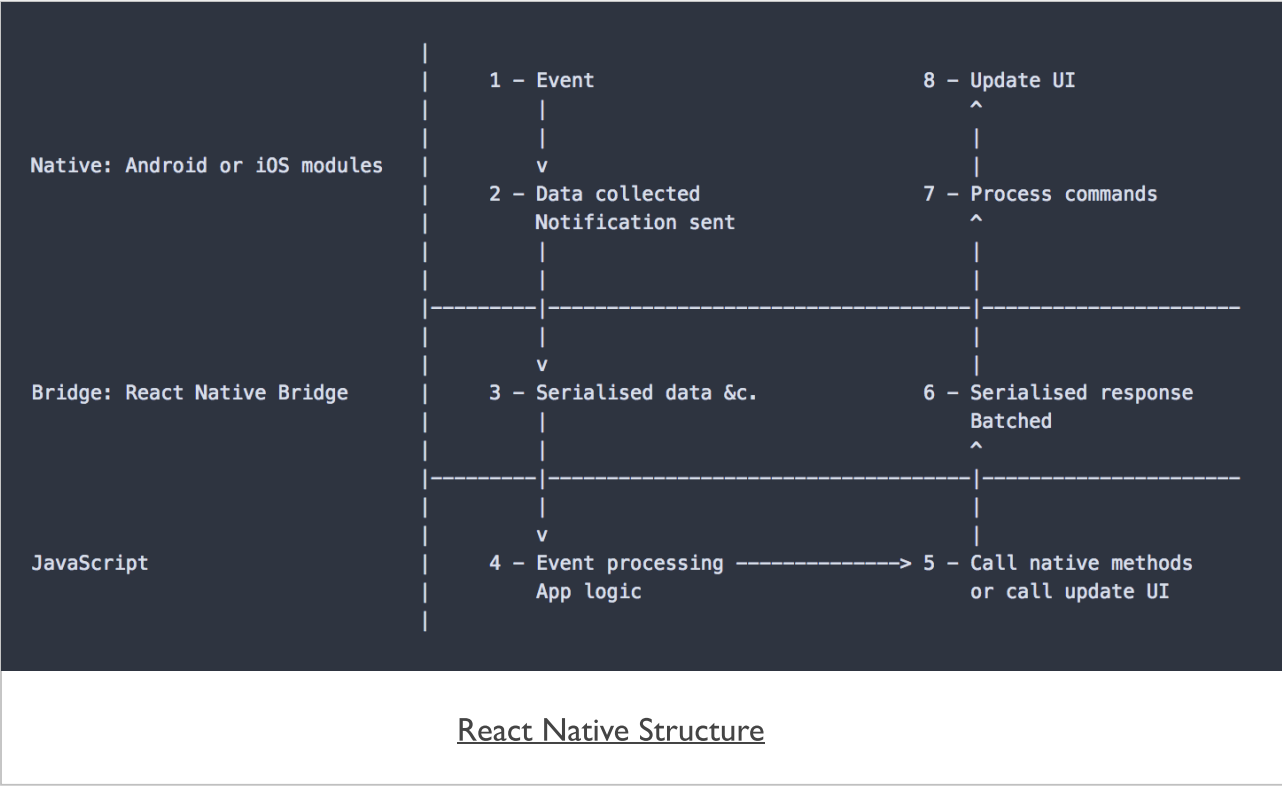 1 – Event 8 – Update UI
Native: Android or iOS modules
2 – Data collected 7 – Process commands
Notification sent
Bridge: React Native Bridge 3 – Serialised data &c. 6 – Serialised response
Batched
JavaScript 4 – Event processing 5 – Call native methods
App logic or call update UI
React Native Structure